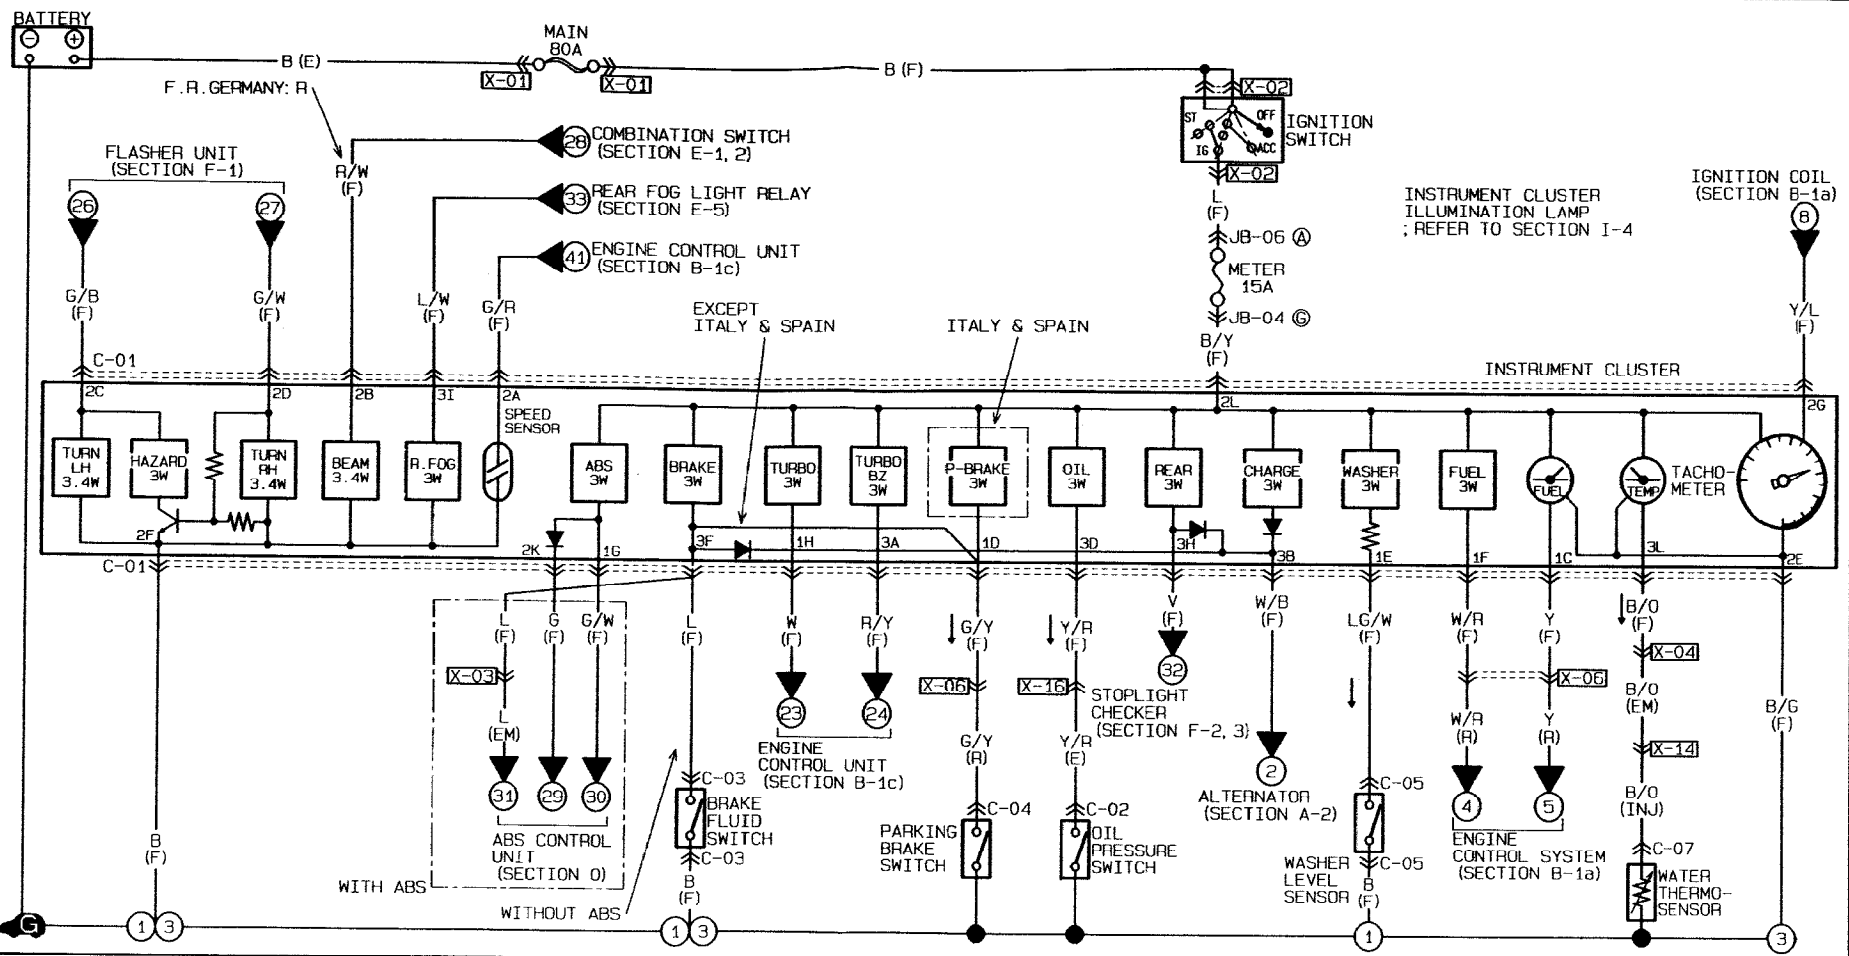 BATTERY
MAIN
80A
B (E)
B (F)
X-01
X-01
X-02
F.R.GERMANY: R
28
COMBINATION SWITCH
(SECTION E-1, 2)
ST
OFF
IG
ACC
IGNITION
SWITCH
X-02
FLASHER UNIT
(SECTION F-1)
R/W
(F)
26
27
33
REAR FOG LIGHT RELAY
(SECTION E-5)
L
(F)
INSTRUMENT CLUSTER
ILLUMINATION LAMP
; REFER TO SECTION I-4
IGNITION COIL
(SECTION B-1a)
8
41
ENGINE CONTROL UNIT
(SECTION B-1c)
JB-06 A
METER
15A
JB-04 G
G/B
(F)
G/W
(F)
L/W
(F)
G/R
(F)
EXCEPT
ITALY & SPAIN
ITALY & SPAIN
B/Y
(F)
Y/L
(F)
C-01
INSTRUMENT CLUSTER
2C
2D
2B
3I
2A
2L
2G
SPEED
SENSOR
TURN
LH
3.4W
HAZARD
3W
TURN
RH
3.4W
BEAM
3.4W
R.FOG
3W
ABS
3W
BRAKE
3W
TURBO
3W
TURBO
BZ
3W
P-BRAKE
3W
OIL
3W
REAR
3W
CHARGE
3W
WASHER
3W
FUEL
3W
FUEL
TEMP
TACHO-
METER
2F
2K
1G
3F
1H
3A
1D
3D
3H
3B
1E
1F
1C
3L
2E
C-01
L
(F)
G
(F)
G/W
(F)
L
(F)
W
(F)
R/Y
(F)
G/Y
(F)
Y/R
(F)
V
(F)
W/B
(F)
LG/W
(F)
W/R
(F)
Y
(F)
B/O
(F)
X-03
X-06
X-16
32
X-06
X-04
STOPLIGHT
CHECKER
(SECTION F-2, 3)
L
(EM)
23
24
G/Y
(R)
Y/R
(E)
W/R
(R)
Y
(R)
B/O
(EM)
B/G
(F)
X-14
ENGINE
CONTROL UNIT
(SECTION B-1c)
31
29
30
C-03
BRAKE
FLUID
SWITCH
C-03
C-04
PARKING
BRAKE
SWITCH
C-02
OIL
PRESSURE
SWITCH
2
ALTERNATOR
(SECTION A-2)
C-05
WASHER
LEVEL
SENSOR
C-05
4
5
B/O
(INJ)
ENGINE
CONTROL SYSTEM
(SECTION B-1a)
C-07
WATER
THERMO-
SENSOR
ABS CONTROL
UNIT
(SECTION O)
B
(F)
WITH ABS
WITHOUT ABS
B
(F)
B
(F)
G
1
3
1
3
1
3